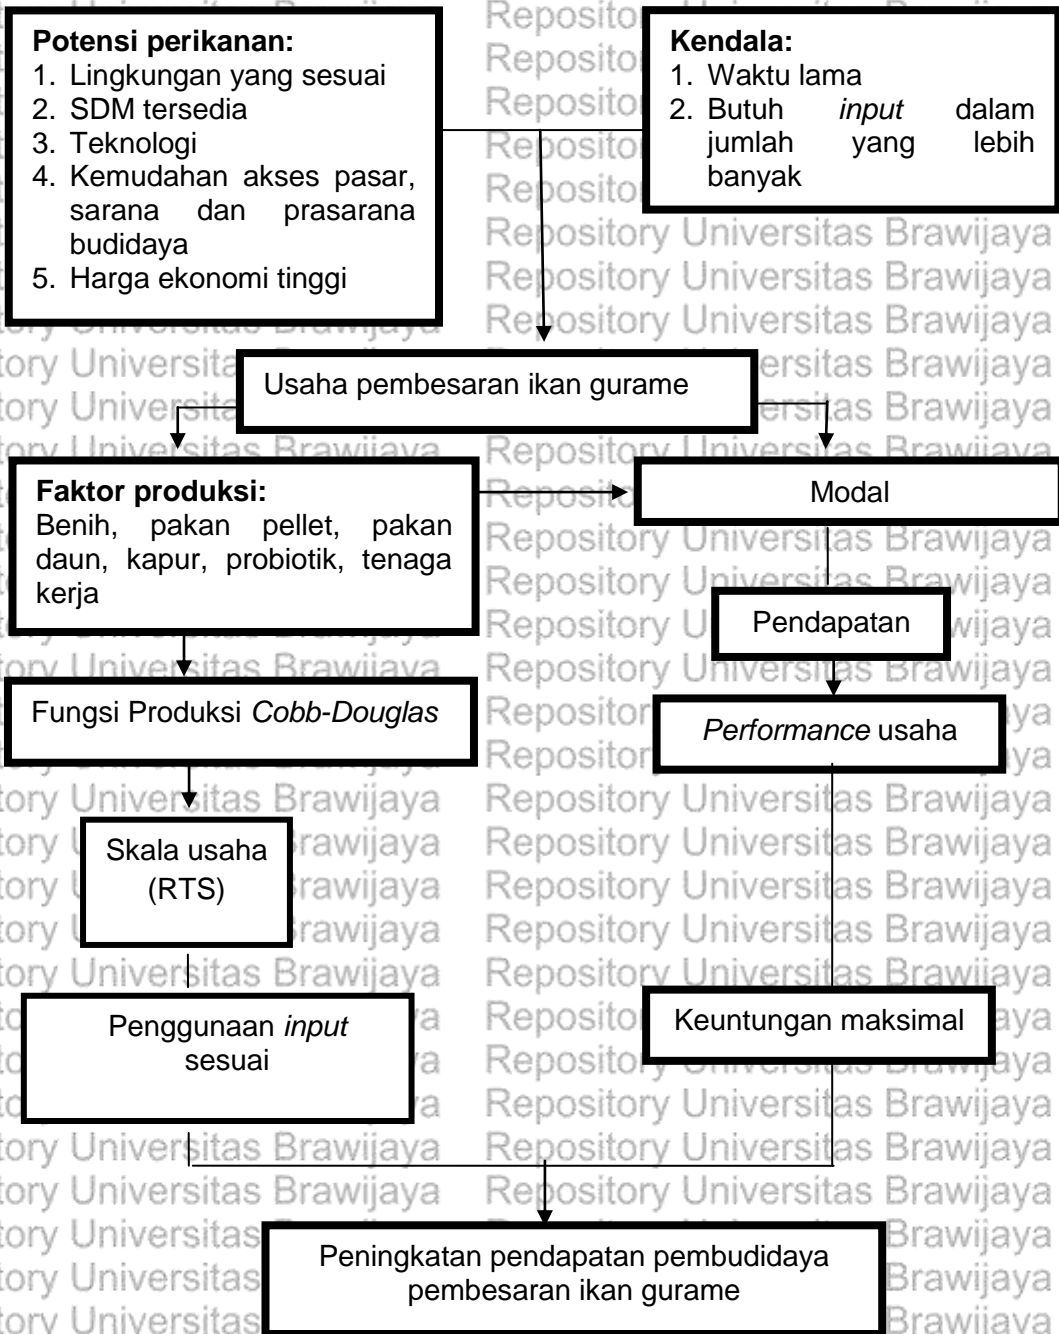 Potensi perikanan:
1. Lingkungan yang sesuai
2. SDM tersedia
3. Teknologi
4. Kemudahan akses pasar,
sarana dan prasarana
budidaya
5. Harga ekonomi tinggi
Kendala:
1. Waktu lama
2. Butuh input dalam
jumlah yang lebih
banyak
Usaha pembesaran ikan gurame
Faktor produksi:
Benih, pakan pellet, pakan
daun, kapur, probiotik, tenaga
kerja
Modal
Pendapatan
Fungsi Produksi Cobb-Douglas
Performance usaha
Skala usaha
(RTS)
Penggunaan input
sesuai
Keuntungan maksimal
Peningkatan pendapatan pembudidaya
pembesaran ikan gurame
Repository Universitas Brawijaya